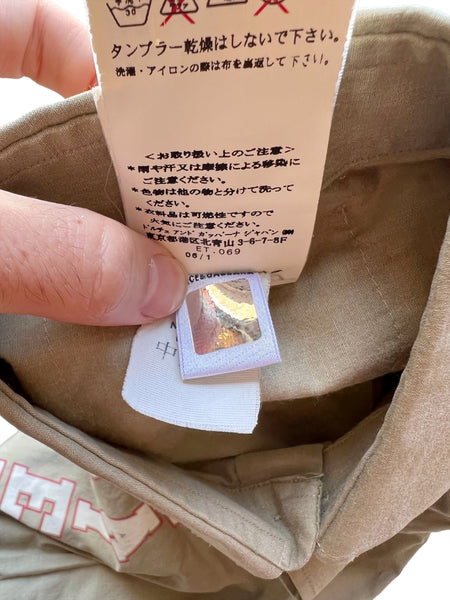 30
タンブラー乾燥はしないで下さい。
洗濯・アイロンの際は布を裏返して下さい。
<お取り扱い上のご注意>
*雨や汗又は摩擦による移染に
ご注意ください。
*色物は他の物と分けて洗って
ください。
*衣料品は可燃性ですので
火気にご注意ください。
ドルチェ アンド ガッバーナ ジャパン ㈱
東京都港区北青山3-6-7-8F
ET.069
06/1
中